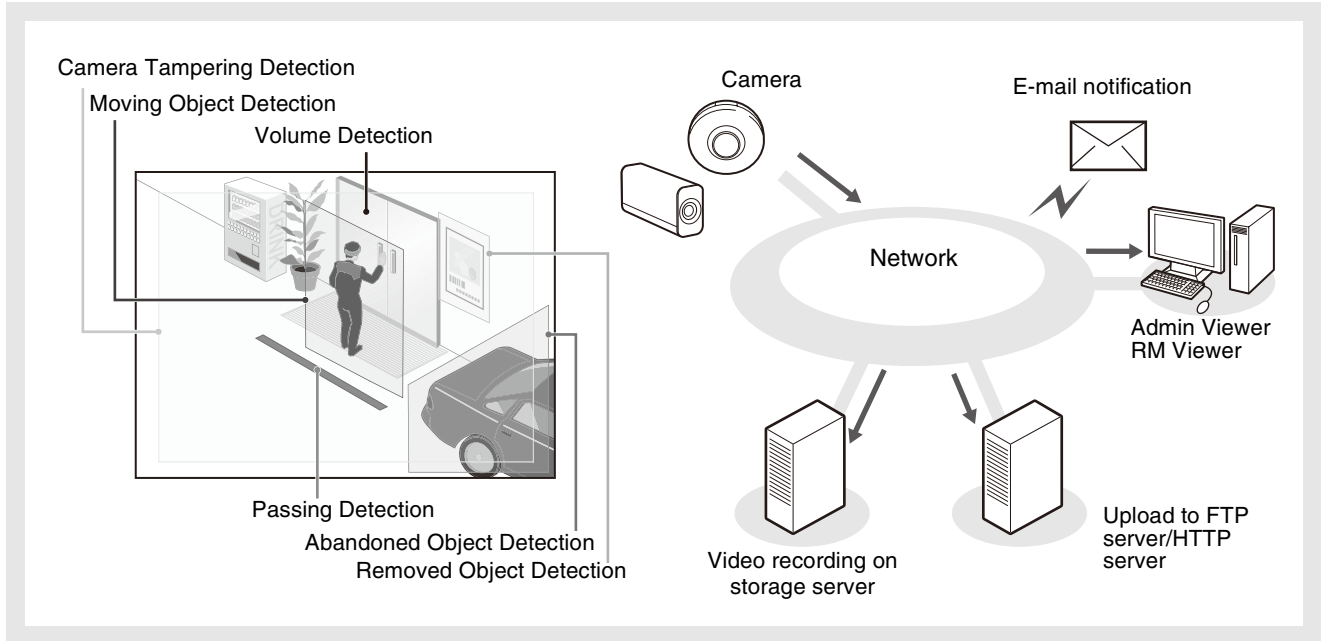 Camera Tampering Detection
Moving Object Detection
Volume Detection
Passing Detection
Abandoned Object Detection
Removed Object Detection
Camera
E-mail notification
Network
Admin Viewer
RM Viewer
Video recording on
storage server
Upload to FTP
server/HTTP
server